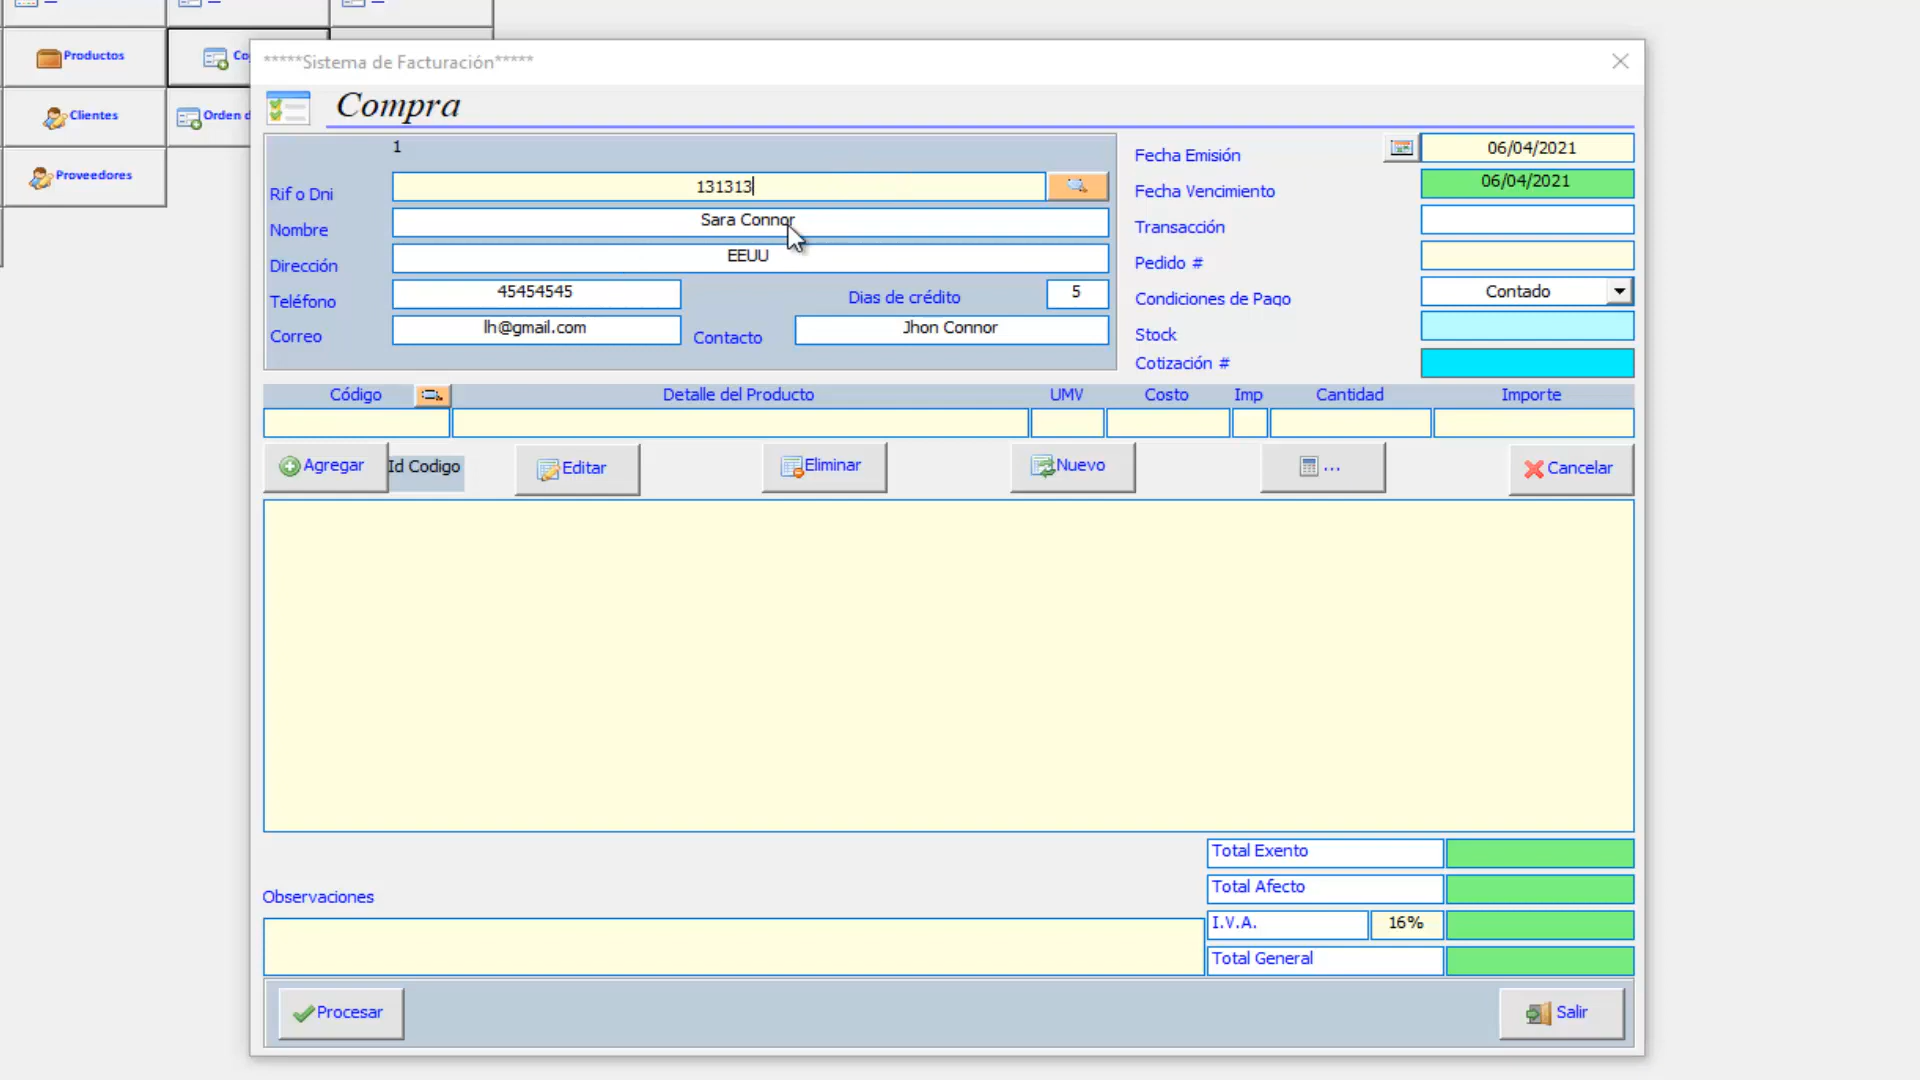 Productos
Co
Clientes
Orden d
Proveedores
*****Sistema de Facturación*****
Compra
1
Rif o Dni
131313
Nombre
Sara Connor
Dirección
EEUU
Teléfono
45454545
Dias de crédito
5
Correo
lh@gmail.com
Contacto
Jhon Connor
Fecha Emisión
06/04/2021
Fecha Vencimiento
06/04/2021
Transacción
Pedido #
Condiciones de Pago
Contado
Stock
Cotización #
Código
Detalle del Producto
UMV
Costo
Imp
Cantidad
Importe
Agregar
Id Codigo
Editar
Eliminar
Nuevo
...
Cancelar
Total Exento
Total Afecto
I.V.A.
16%
Total General
Observaciones
Procesar
Salir